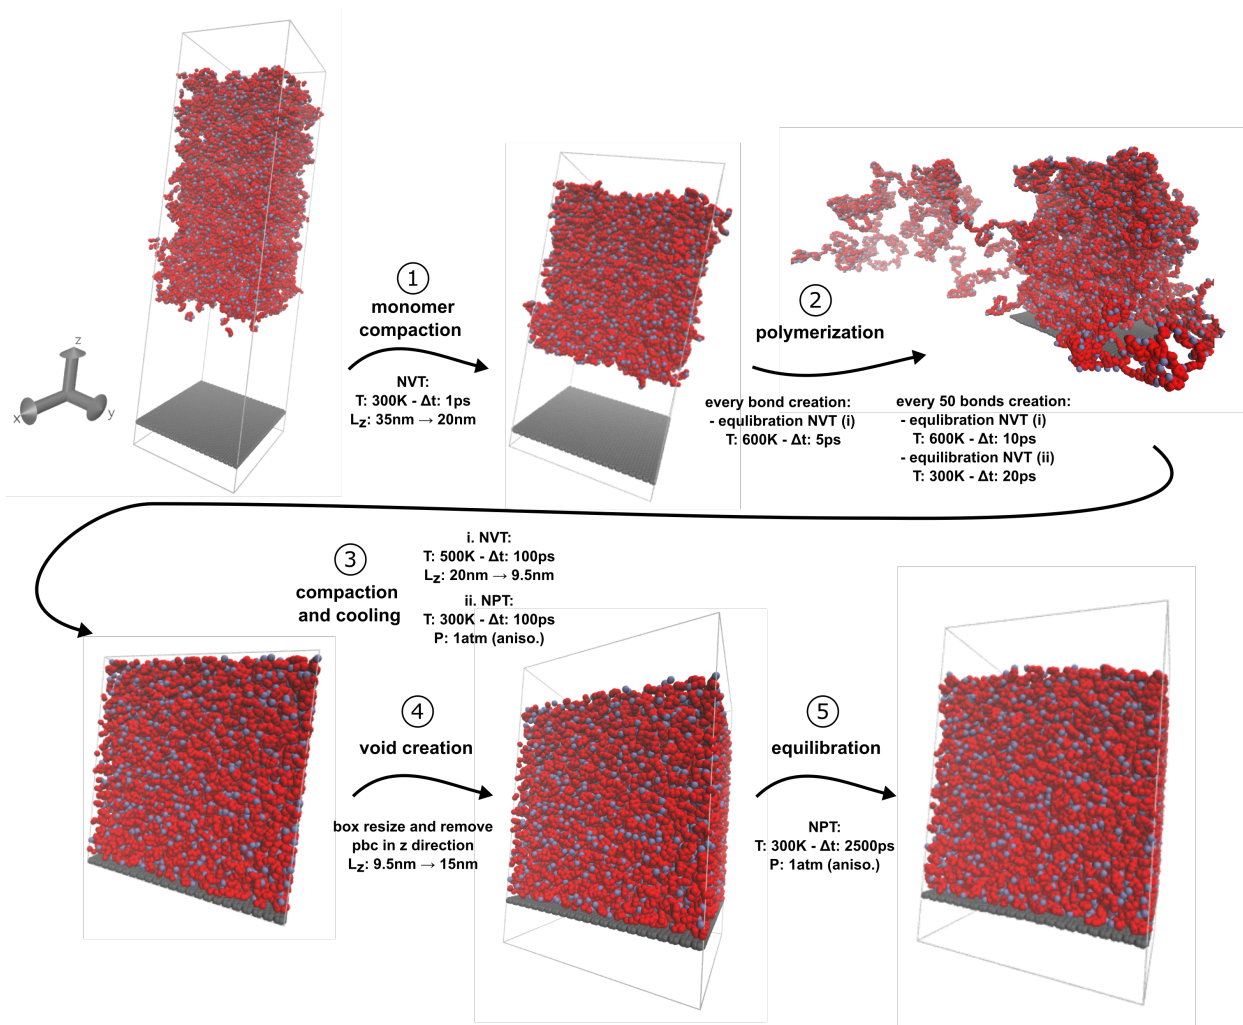 z
x
y
1
monomer
compaction
NVT:
T: 300K - Δt: 1ps
Lz: 35nm → 20nm
2
polymerization
every bond creation:
- equilibration NVT (i)
T: 600K - Δt: 5ps
every 50 bonds creation:
- equilibration NVT (i)
T: 600K - Δt: 10ps
- equilibration NVT (ii)
T: 300K - Δt: 20ps
3
compaction
and cooling
i. NVT:
T: 500K - Δt: 100ps
Lz: 20nm → 9.5nm
ii. NPT:
T: 300K - Δt: 100ps
P: 1atm (aniso.)
4
void creation
box resize and remove
pbc in z direction
Lz: 9.5nm → 15nm
5
equilibration
NPT:
T: 300K - Δt: 2500ps
P: 1atm (aniso.)